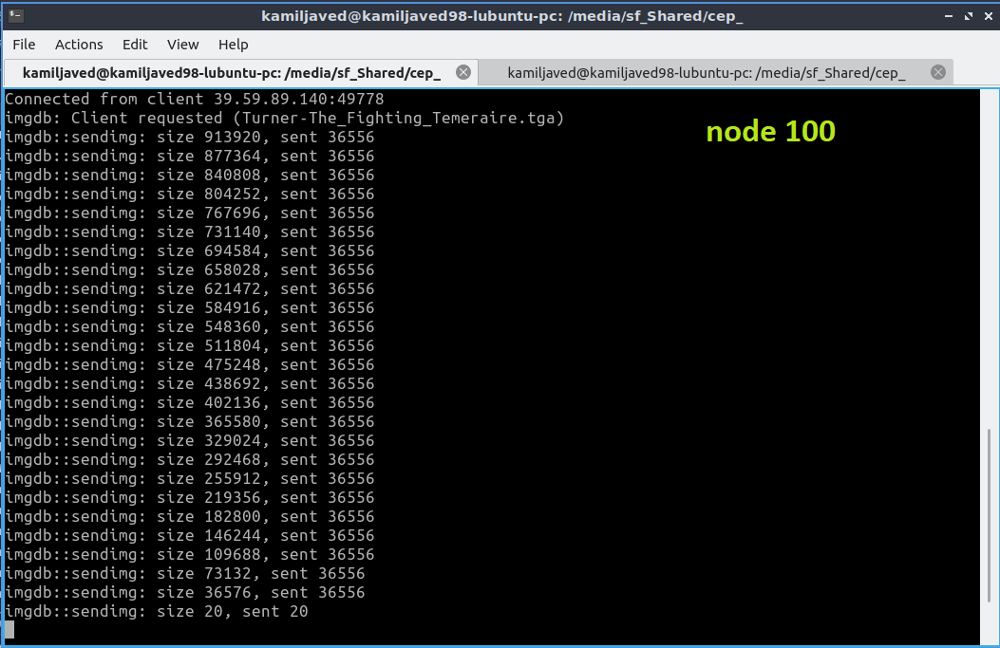 kamiljaved@kamiljaved98-lubuntu-pc: /media/sf_Shared/cep_
File Actions Edit View Help
kamiljaved@kamiljaved98-lubuntu-pc: /media/sf_Shared/cep_ kamiljaved@kamiljaved98-lubuntu-pc: /media/sf_Shared/cep_
Connected from client 39.59.89.140:49778
imgdb: Client requested (Turner-The_Fighting_Temeraire.tga)
node 100
imgdb::sendimg: size 913920, sent 36556
imgdb::sendimg: size 877364, sent 36556
imgdb::sendimg: size 840808, sent 36556
imgdb::sendimg: size 804252, sent 36556
imgdb::sendimg: size 767696, sent 36556
imgdb::sendimg: size 731140, sent 36556
imgdb::sendimg: size 694584, sent 36556
imgdb::sendimg: size 658028, sent 36556
imgdb::sendimg: size 621472, sent 36556
imgdb::sendimg: size 584916, sent 36556
imgdb::sendimg: size 548360, sent 36556
imgdb::sendimg: size 511804, sent 36556
imgdb::sendimg: size 475248, sent 36556
imgdb::sendimg: size 438692, sent 36556
imgdb::sendimg: size 402136, sent 36556
imgdb::sendimg: size 365580, sent 36556
imgdb::sendimg: size 329024, sent 36556
imgdb::sendimg: size 292468, sent 36556
imgdb::sendimg: size 255912, sent 36556
imgdb::sendimg: size 219356, sent 36556
imgdb::sendimg: size 182800, sent 36556
imgdb::sendimg: size 146244, sent 36556
imgdb::sendimg: size 109688, sent 36556
imgdb::sendimg: size 73132, sent 36556
imgdb::sendimg: size 36576, sent 36556
imgdb::sendimg: size 20, sent 20